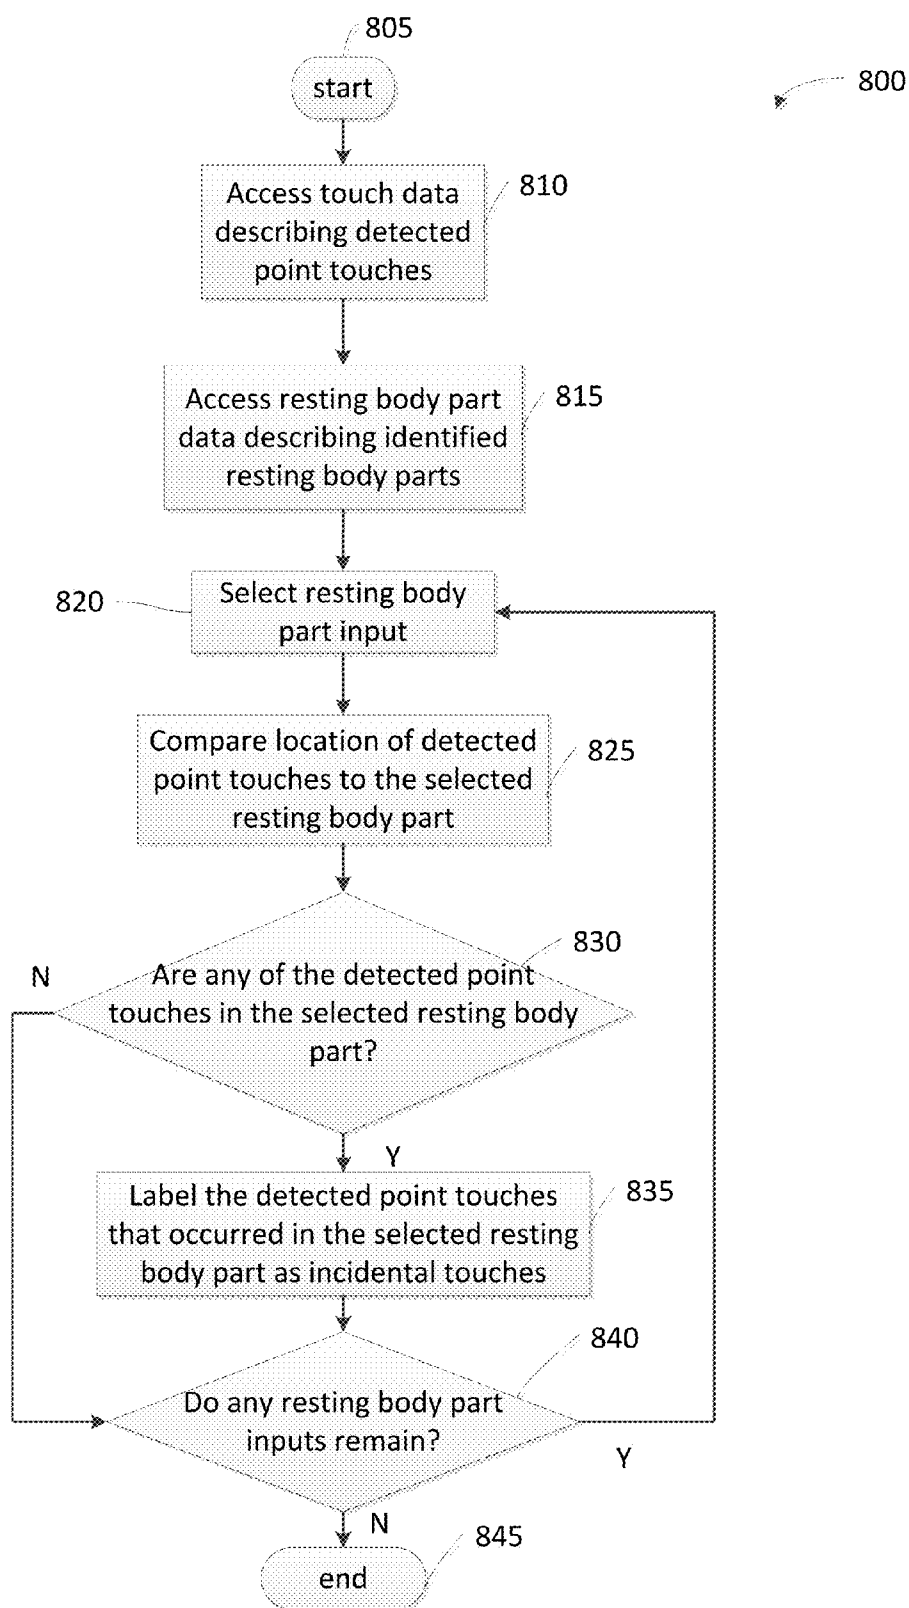 805
start
800
Access touch data
describing detected
point touches
810
Access resting body part
data describing identified
resting body parts
815
820
Select resting body
part input
Compare location of detected
point touches to the selected
resting body part
825
830
N
Are any of the detected point
touches in the selected resting body
part?
Y
Label the detected point touches
that occurred in the selected resting
body part as incidental touches
835
840
Do any resting body part
inputs remain?
Y
N
845
end